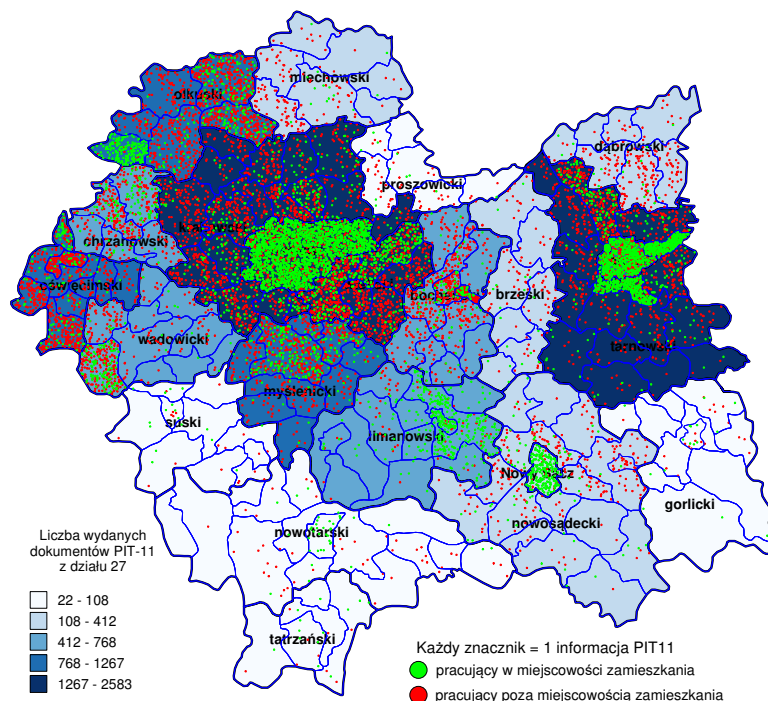 miechowski
olkuski
dąbrowski
proszowicki
chrzanowski
oświęcimski
bocheński
brzeski
wadowicki
tarnowski
myślenicki
suski
limanowski
Nowy Sącz
gorlicki
nowosądecki
nowotarski
tatrzański
Liczba wydanych
dokumentów PIT-11
z działu 27
22 - 108
108 - 412
412 - 768
768 - 1267
1267 - 2583
Każdy znacznik = 1 informacja PIT11
pracujący w miejscowości zamieszkania
pracujący poza miejscowością zamieszkania